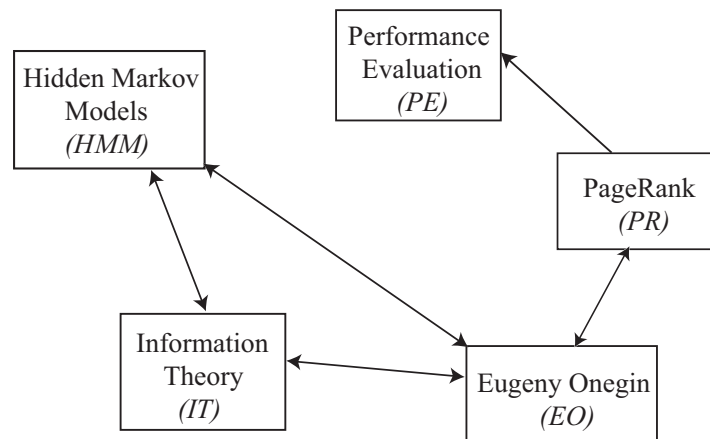 Performance
Evaluation
(PE)
Hidden Markov
Models
(HMM)
PageRank
(PR)
Information
Theory
(IT)
Eugeny Onegin
(EO)